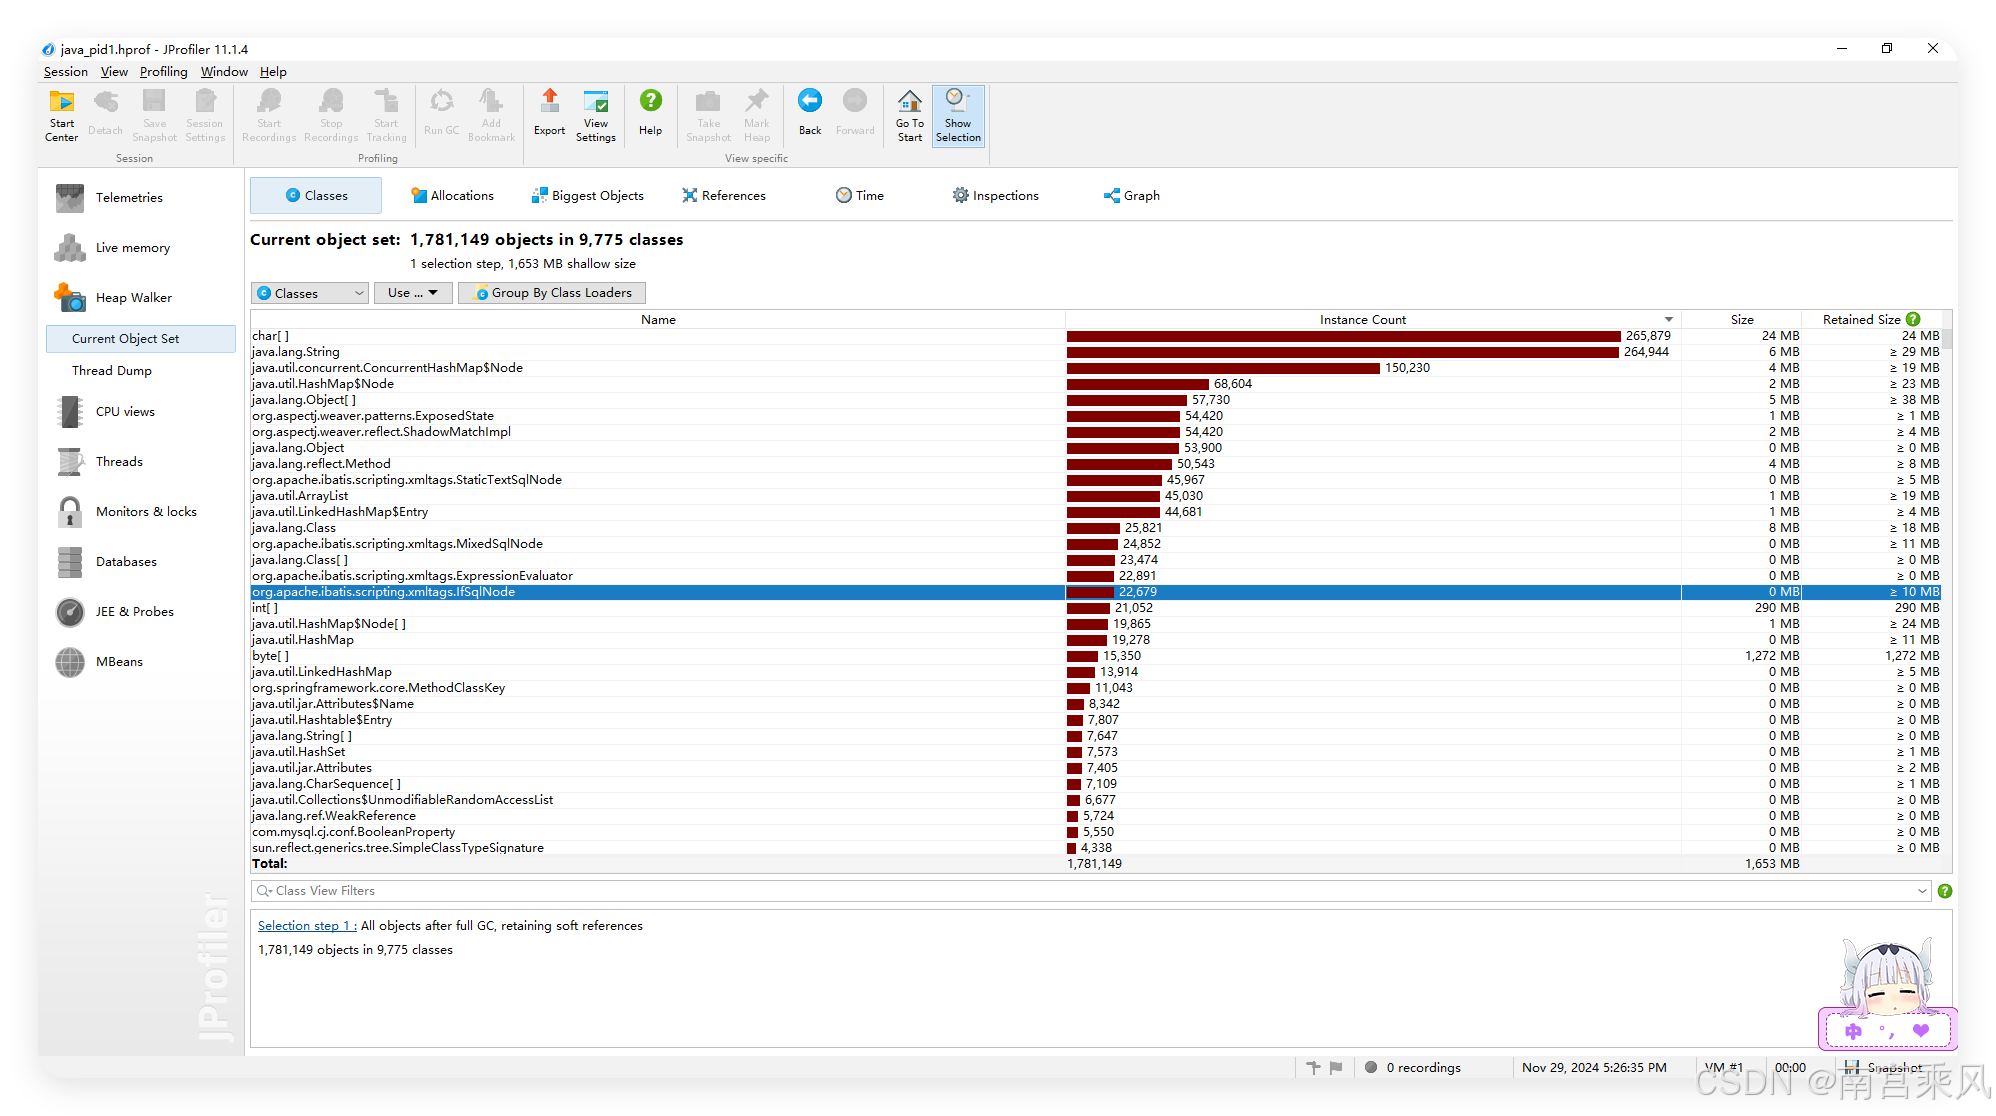 java_pid1.hprof - JProfiler 11.1.4
Session View Profiling Window Help
Start Center
Detach
Save Snapshot
Session Settings
Start Recordings
Stop Recordings
Start Tracking
Run GC
Add Bookmark
Export
View Settings
Help
Take Snapshot
Mark Heap
Back
Forward
Go To Start
Show Selection
Session
Profiling
View specific
Telemetries
Live memory
Heap Walker
Current Object Set
Thread Dump
CPU views
Threads
Monitors & locks
Databases
JEE & Probes
MBeans
JProfiler
Classes Allocations Biggest Objects References Time Inspections Graph
Current object set: 1,781,149 objects in 9,775 classes
1 selection step, 1,653 MB shallow size
Classes Use ... Group By Class Loaders
Name Instance Count Size Retained Size ?
char[ ] 265,879 24 MB 24 MB
java.lang.String 264,944 6 MB ≥ 29 MB
java.util.concurrent.ConcurrentHashMap$Node 150,230 4 MB ≥ 19 MB
java.util.HashMap$Node 68,604 2 MB ≥ 23 MB
java.lang.Object[ ] 57,730 5 MB ≥ 38 MB
org.aspectj.weaver.patterns.ExposedState 54,420 1 MB ≥ 1 MB
org.aspectj.weaver.reflect.ShadowMatchImpl 54,420 2 MB ≥ 4 MB
java.lang.Object 53,900 0 MB ≥ 0 MB
java.lang.reflect.Method 50,543 4 MB ≥ 8 MB
org.apache.ibatis.scripting.xmltags.StaticTextSqlNode 45,967 0 MB ≥ 5 MB
java.util.ArrayList 45,030 1 MB ≥ 19 MB
java.util.LinkedHashMap$Entry 44,681 1 MB ≥ 4 MB
java.lang.Class 25,821 8 MB ≥ 18 MB
org.apache.ibatis.scripting.xmltags.MixedSqlNode 24,852 0 MB ≥ 11 MB
java.lang.Class[ ] 23,474 0 MB ≥ 0 MB
org.apache.ibatis.scripting.xmltags.ExpressionEvaluator 22,891 0 MB ≥ 0 MB
org.apache.ibatis.scripting.xmltags.IfSqlNode 22,679 0 MB ≥ 10 MB
int[ ] 21,052 290 MB 290 MB
java.util.HashMap$Node[ ] 19,865 1 MB ≥ 24 MB
java.util.HashMap 19,278 0 MB ≥ 11 MB
byte[ ] 15,350 1,272 MB 1,272 MB
java.util.LinkedHashMap 13,914 0 MB ≥ 5 MB
org.springframework.core.MethodClassKey 11,043 0 MB ≥ 0 MB
java.util.jar.Attributes$Name 8,342 0 MB ≥ 0 MB
java.util.Hashtable$Entry 7,807 0 MB ≥ 0 MB
java.lang.String[ ] 7,647 0 MB ≥ 0 MB
java.util.HashSet 7,573 0 MB ≥ 1 MB
java.util.jar.Attributes 7,405 0 MB ≥ 2 MB
java.lang.CharSequence[ ] 7,109 0 MB ≥ 1 MB
java.util.Collections$UnmodifiableRandomAccessList 6,677 0 MB ≥ 0 MB
java.lang.ref.WeakReference 5,724 0 MB ≥ 0 MB
com.mysql.cj.conf.BooleanProperty 5,550 0 MB ≥ 0 MB
sun.reflect.generics.tree.SimpleClassTypeSignature 4,338 0 MB ≥ 0 MB
Total: 1,781,149 1,653 MB
Class View Filters ?
Selection step 1 : All objects after full GC, retaining soft references
1,781,149 objects in 9,775 classes
中 °,
0 recordings Nov 29, 2024 5:26:35 PM VM #1 00:00 Snapshot
CSDN @南宫乘风